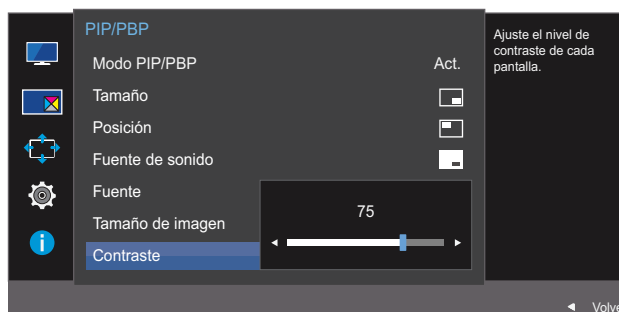 PIP/PBP
Modo PIP/PBP Act.
Tamaño
Posición
Fuente de sonido
Fuente
Tamaño de imagen
Contraste
75
Ajuste el nivel de
contraste de cada
pantalla.
Volve